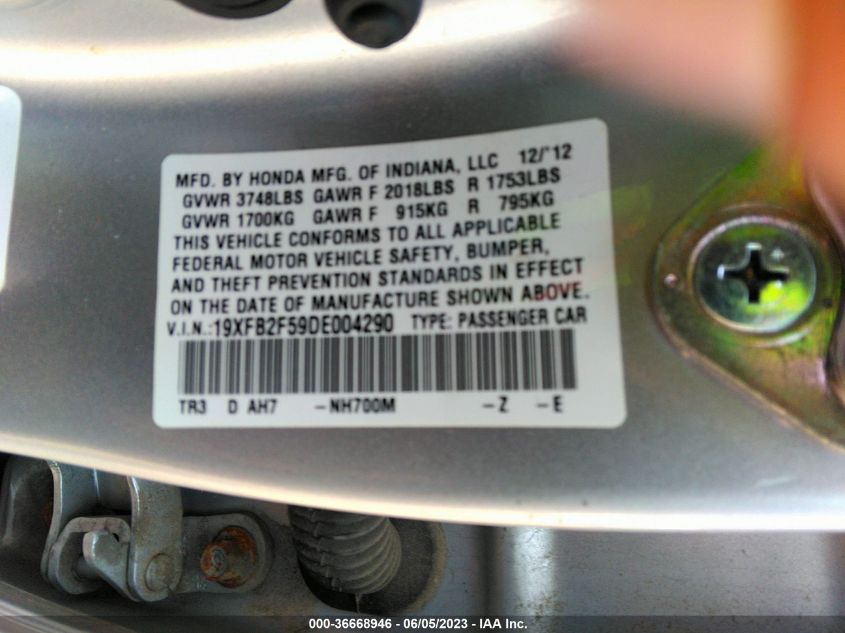 MFD. BY HONDA MFG. OF INDIANA, LLC 12/'12
GVWR 3748LBS GAWR F 2018LBS R 1753LBS
GVWR 1700KG GAWR F 915KG R 795KG
THIS VEHICLE CONFORMS TO ALL APPLICABLE
FEDERAL MOTOR VEHICLE SAFETY, BUMPER,
AND THEFT PREVENTION STANDARDS IN EFFECT
ON THE DATE OF MANUFACTURE SHOWN ABOVE.
V.I.N.:19XFB2F59DE004290 TYPE: PASSENGER CAR
TR3 D AH7 -NH700M -Z -E
000-36668946 - 06/05/2023 - IAA Inc.